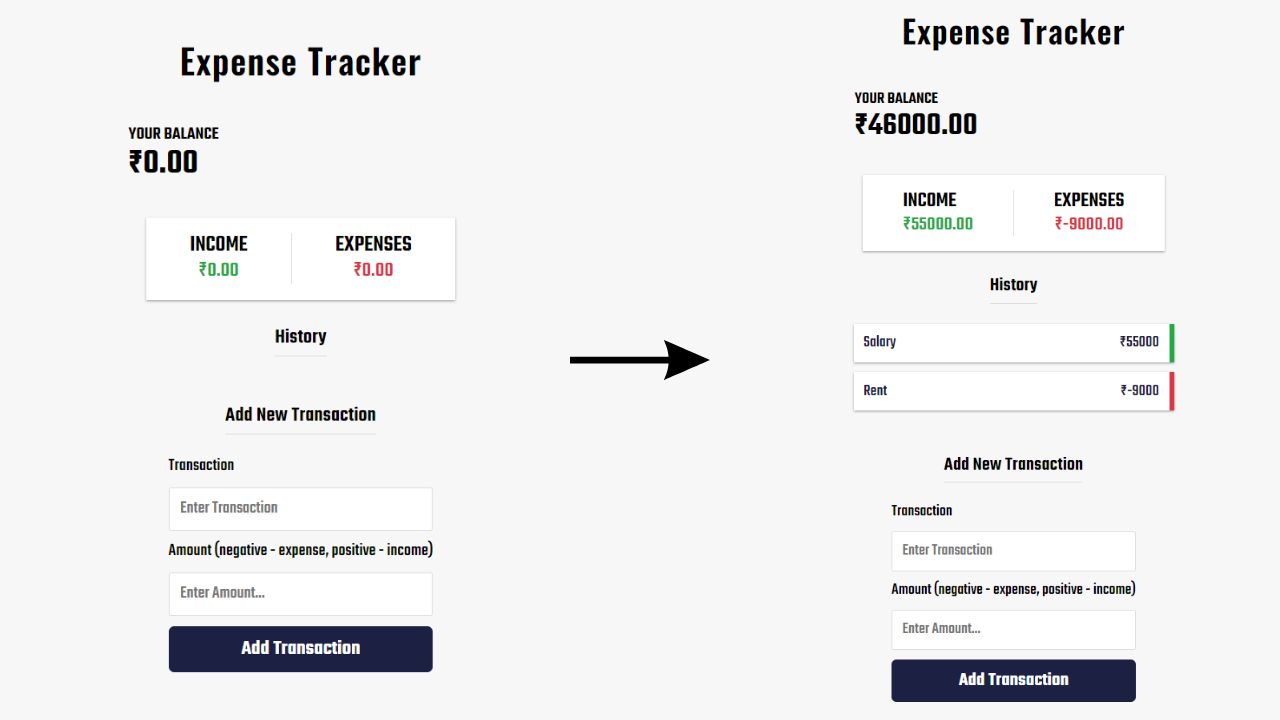 Expense Tracker
YOUR BALANCE
₹0.00
INCOME EXPENSES
₹0.00 ₹0.00
History
Add New Transaction
Transaction
Enter Transaction
Amount (negative - expense, positive - income)
Enter Amount...
Add Transaction
Expense Tracker
YOUR BALANCE
₹46000.00
INCOME EXPENSES
₹55000.00 ₹-9000.00
History
Salary ₹55000
Rent ₹-9000
Add New Transaction
Transaction
Enter Transaction
Amount (negative - expense, positive - income)
Enter Amount...
Add Transaction